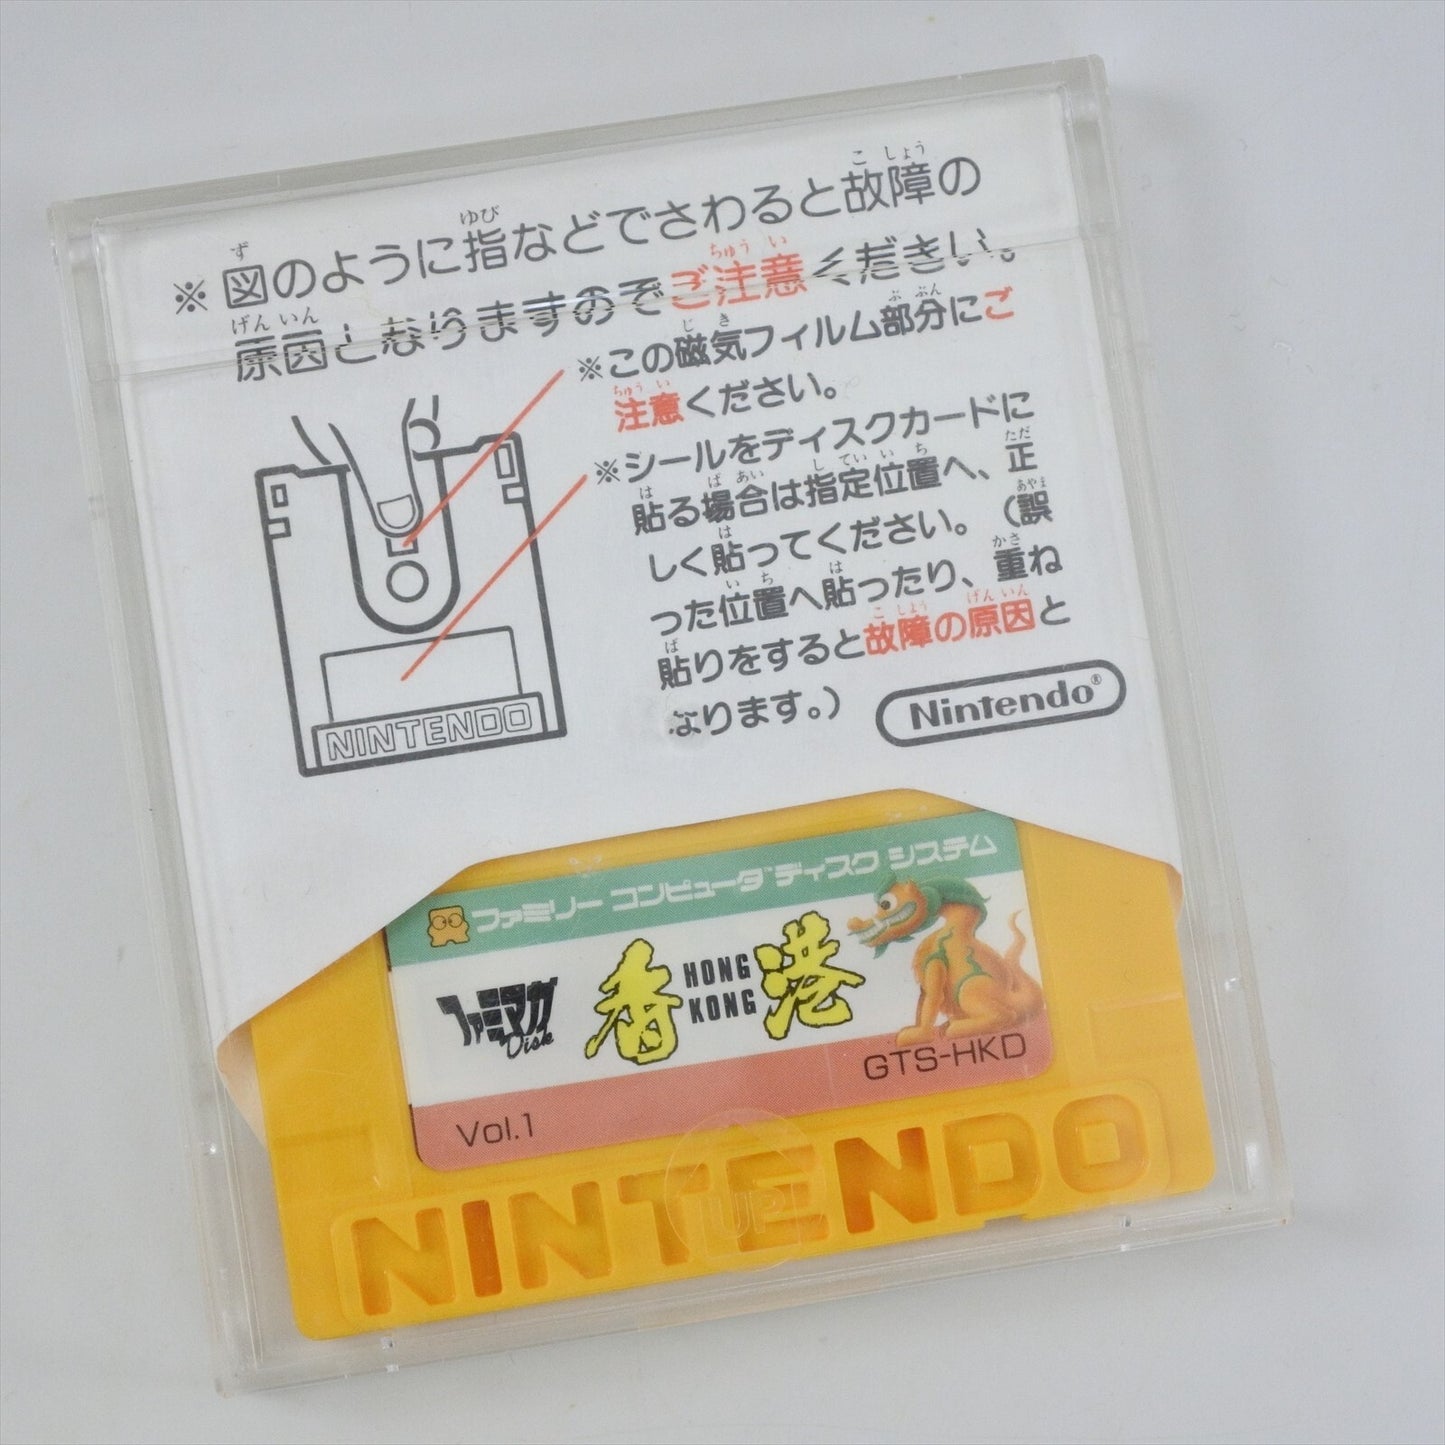 ※図のように指などでさわると故障の
原因となりますのでご注意ください。
※この磁気フィルム部分にご
注意ください。
※シールをディスクカードに
貼る場合は指定位置へ、正
しく貼ってください。（誤
った位置へ貼ったり、重ね
貼りをすると故障の原因と
なります。）
Nintendo®
NINTENDO
ファミリー コンピュータ ディスク システム
ファミマガ
Disk
香港
HONG
KONG
GTS-HKD
Vol.1
UP
NINTENDO